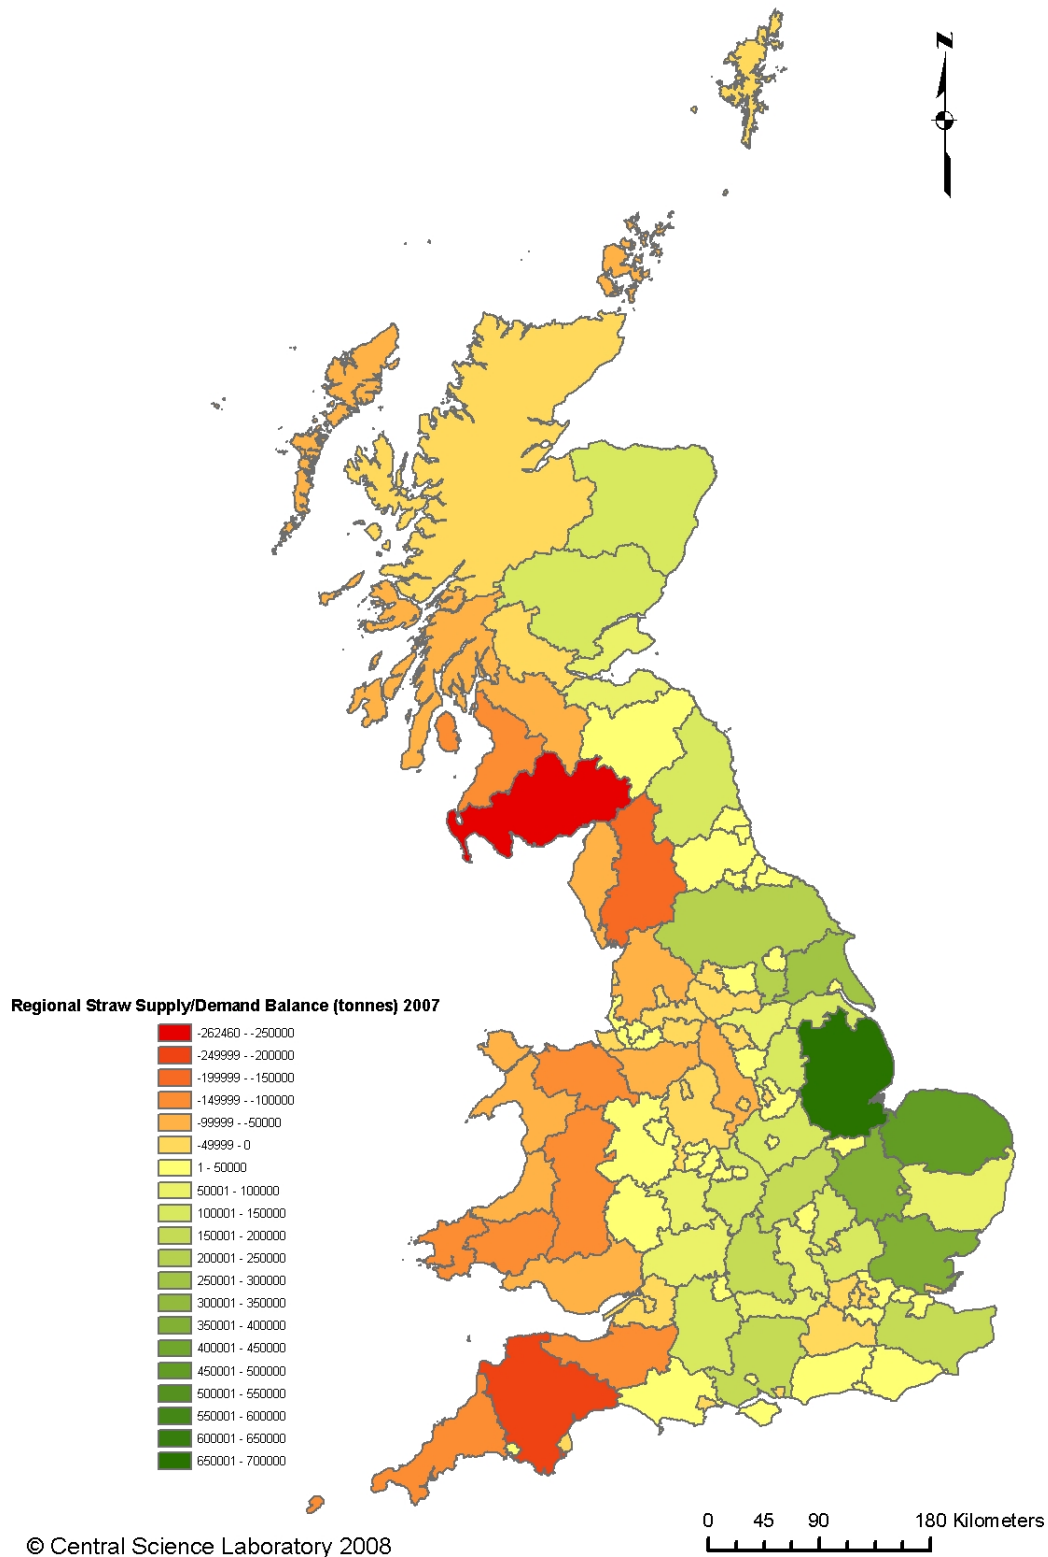 N
Regional Straw Supply/Demand Balance (tonnes) 2007
-262460 - -250000
-249999 - -200000
-199999 - -150000
-149999 - -100000
-99999 - -50000
-49999 - 0
1 - 50000
50001 - 100000
100001 - 150000
150001 - 200000
200001 - 250000
250001 - 300000
300001 - 350000
350001 - 400000
400001 - 450000
450001 - 500000
500001 - 550000
550001 - 600000
600001 - 650000
650001 - 700000
0 45 90 180 Kilometers
© Central Science Laboratory 2008